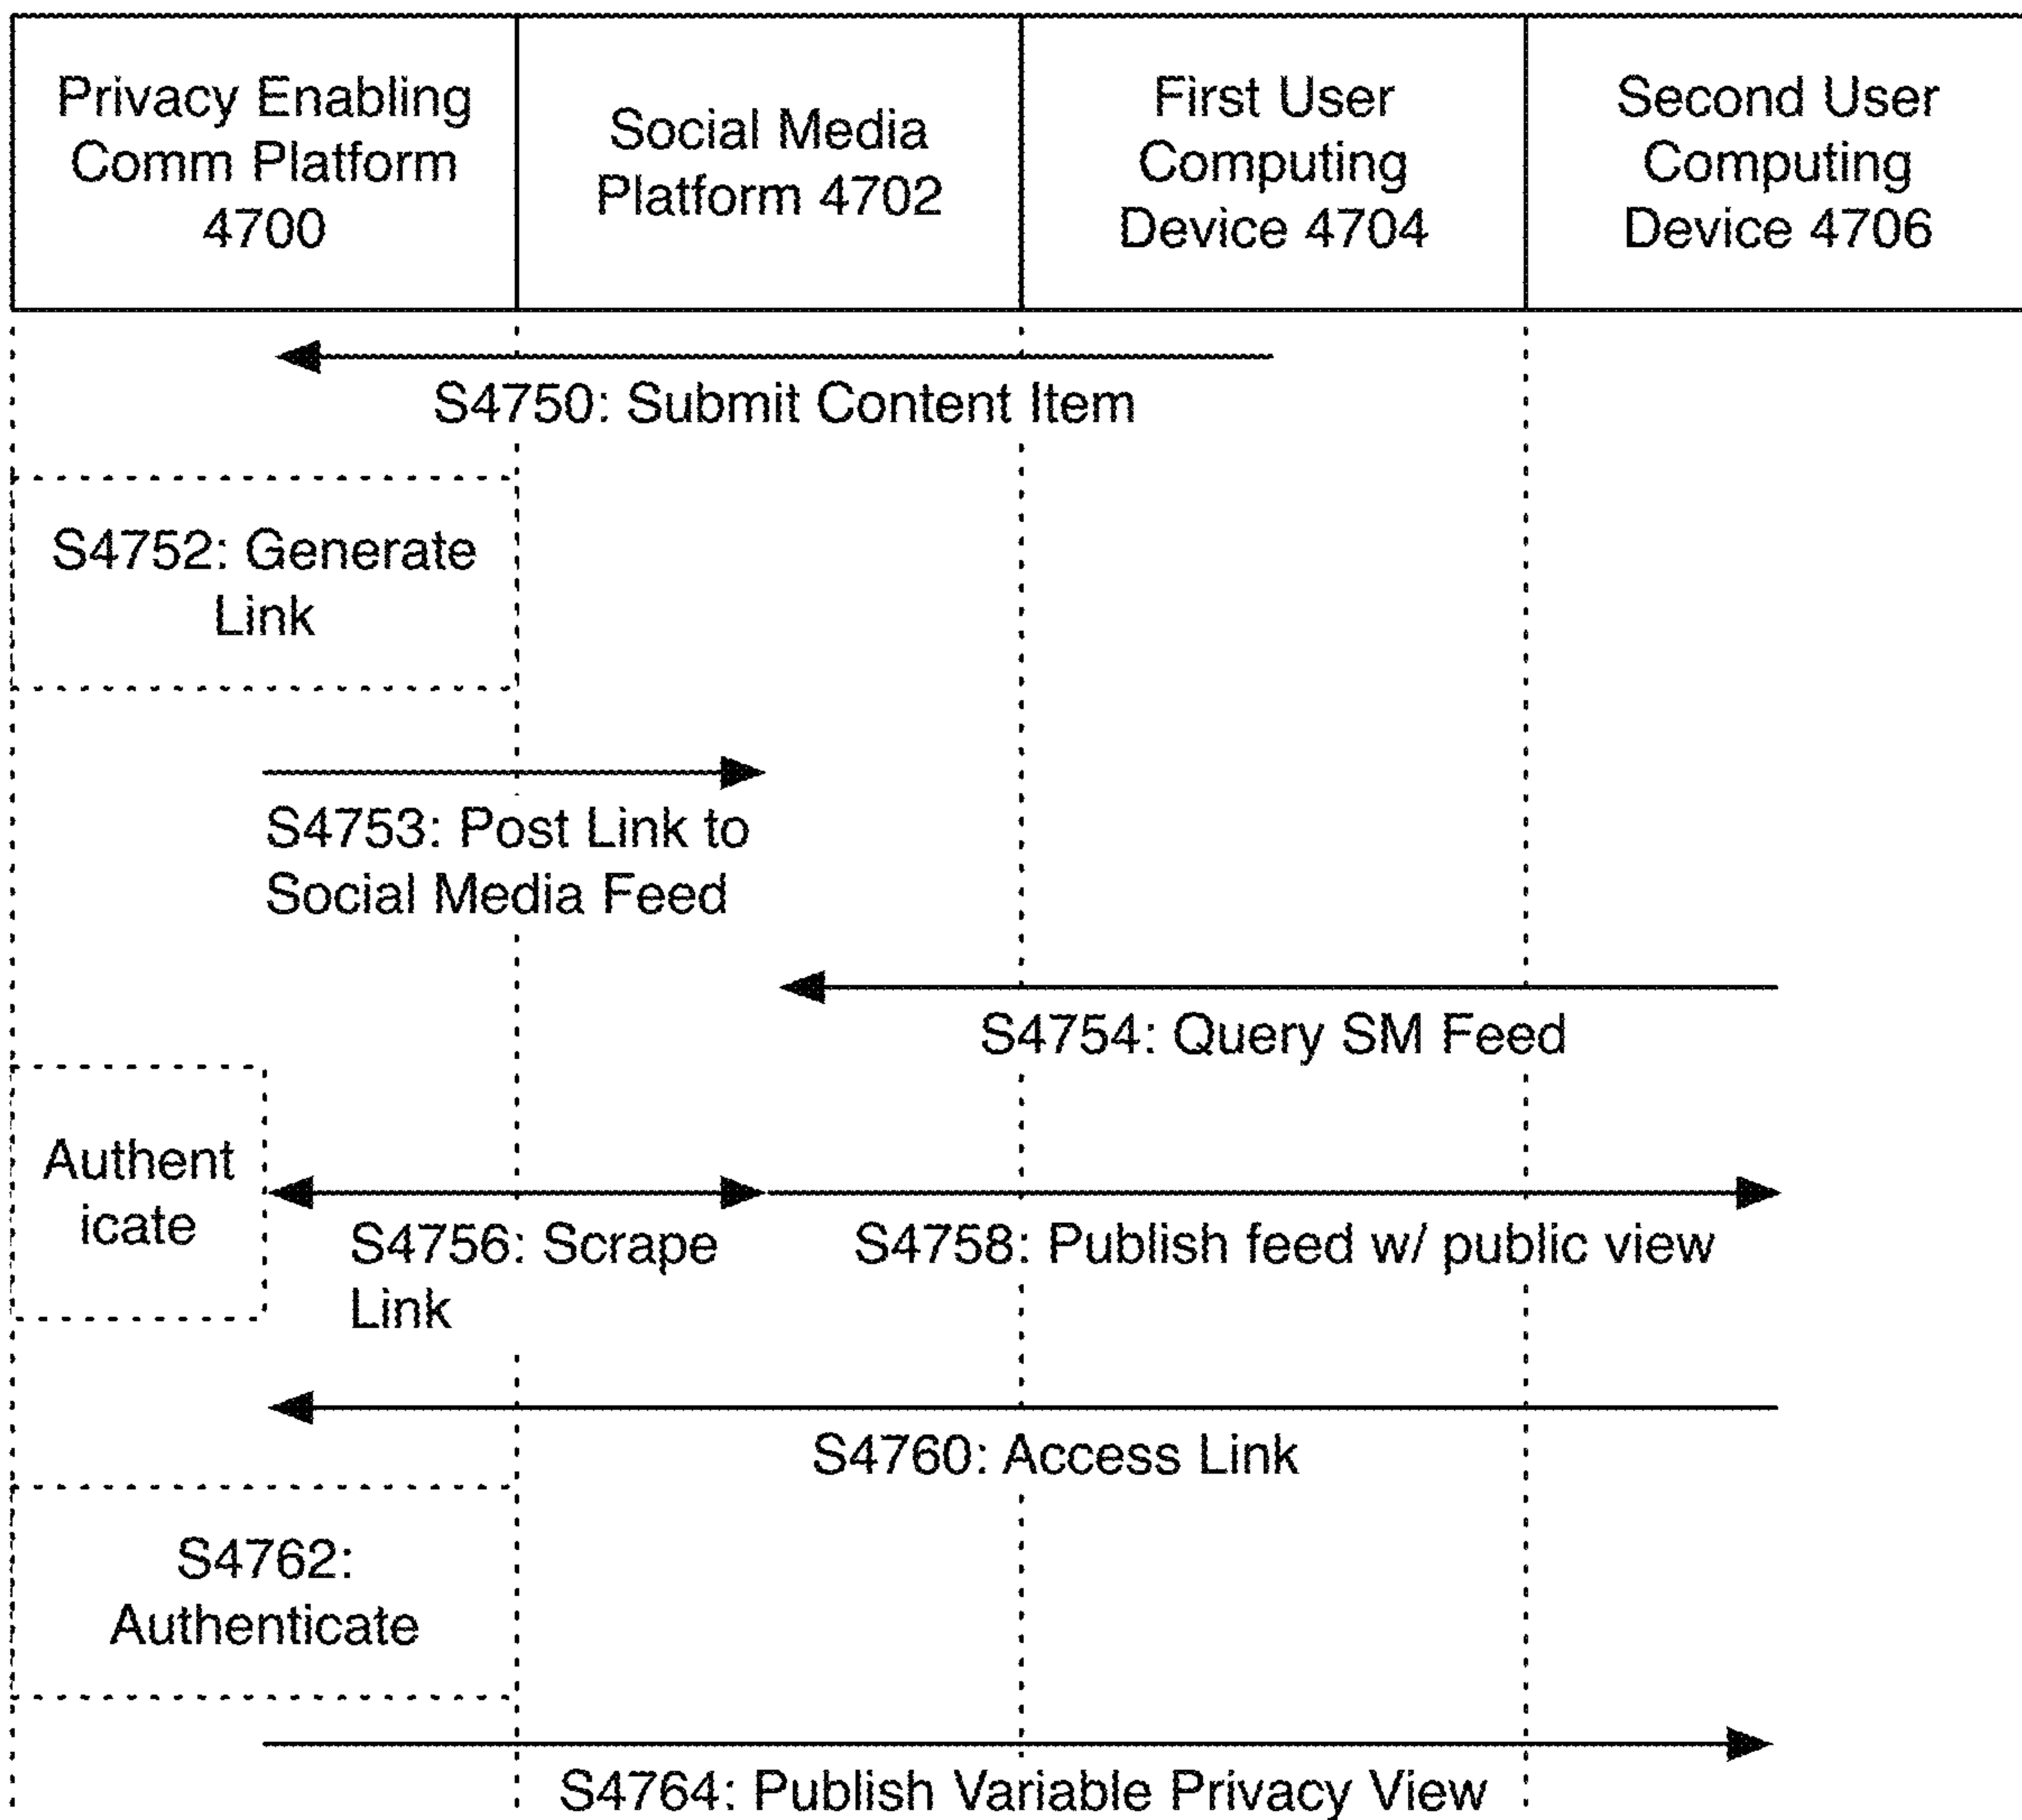 Privacy Enabling
Comm Platform
4700
Social Media
Platform 4702
First User
Computing
Device 4704
Second User
Computing
Device 4706
S4750: Submit Content Item
S4752: Generate
Link
S4753: Post Link to
Social Media Feed
S4754: Query SM Feed
Authent
icate
S4756: Scrape
Link
S4758: Publish feed w/ public view
S4760: Access Link
S4762:
Authenticate
S4764: Publish Variable Privacy View